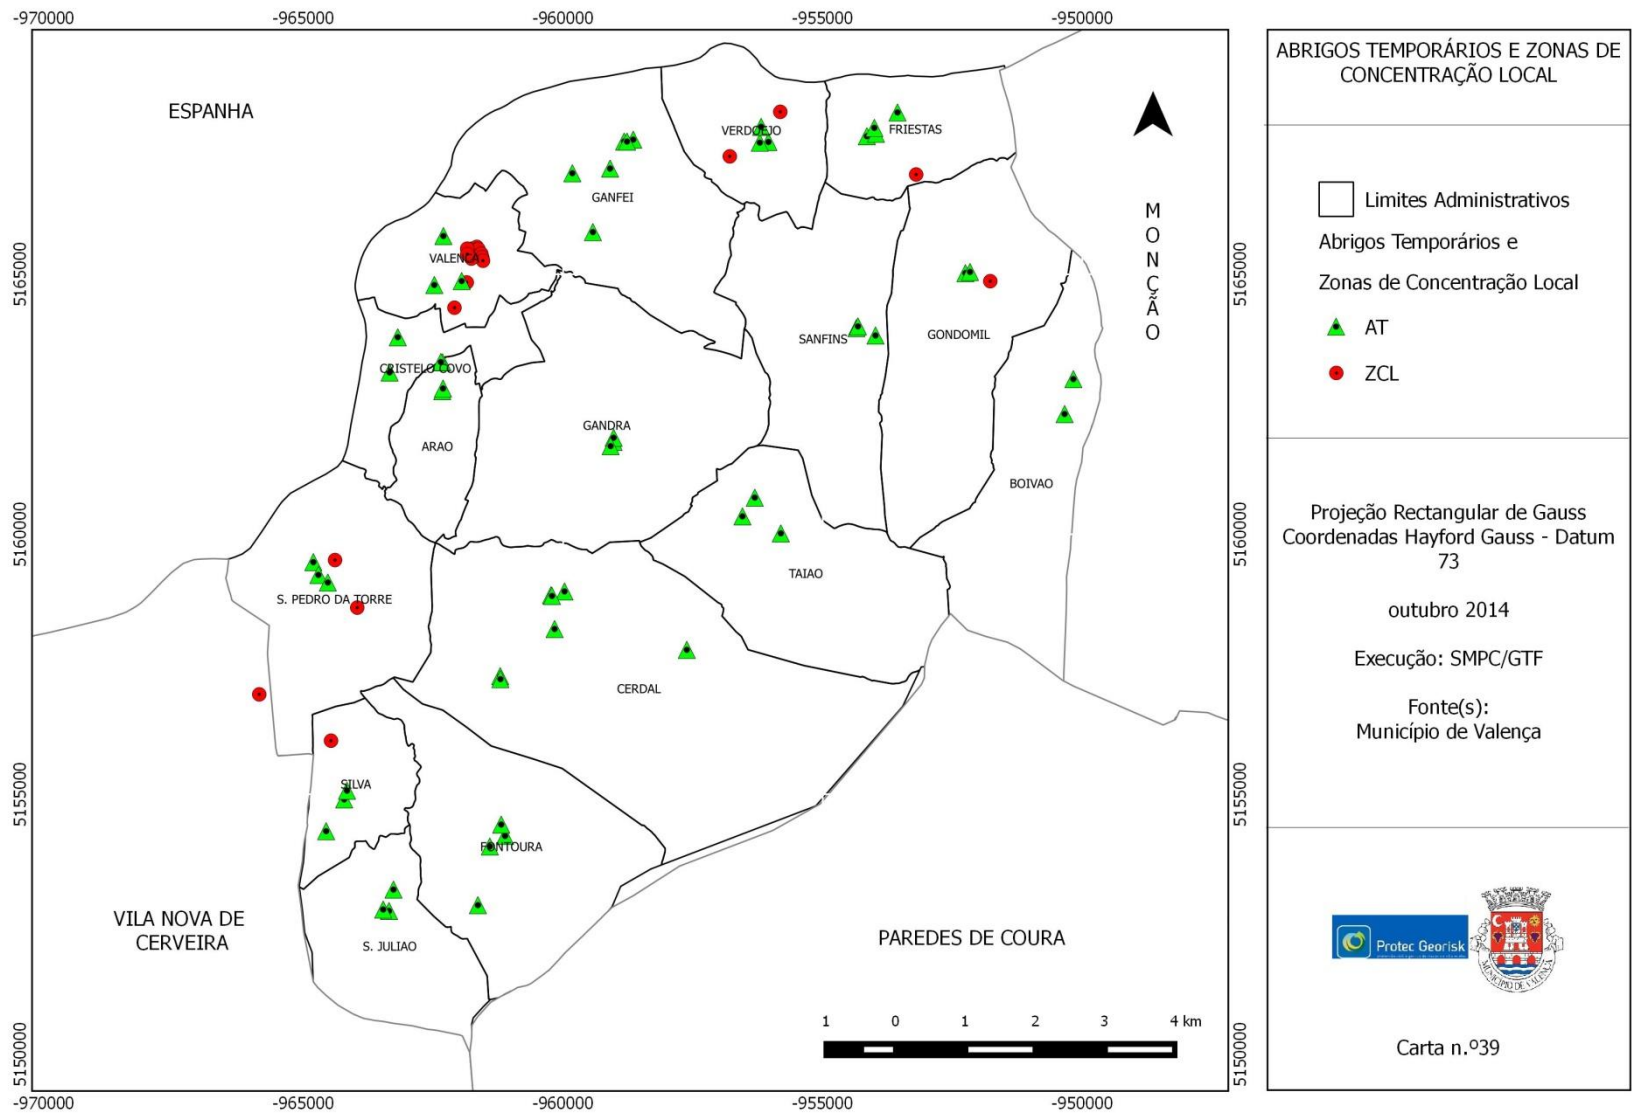 -970000 -965000 -960000 -955000 -950000
ESPANHA
VERDOEJO
FRIESTAS
GANFEI
MONÇÃO
VALENCA
5165000
5165000
SANFINS
GONDOMIL
CRISTELO COVO
GANDRA
ARAO
BOIVAO
5160000
5160000
TAIAO
S. PEDRO DA TORRE
CERDAL
SILVA
5155000
5155000
FONTOURA
VILA NOVA DE
CERVEIRA
S. JULIAO
PAREDES DE COURA
1 0 1 2 3 4 km
5150000
5150000
-970000 -965000 -960000 -955000 -950000
ABRIGOS TEMPORÁRIOS E ZONAS DE
CONCENTRAÇÃO LOCAL
Limites Administrativos
Abrigos Temporários e
Zonas de Concentração Local
AT
ZCL
Projeção Rectangular de Gauss
Coordenadas Hayford Gauss - Datum
73
outubro 2014
Execução: SMPC/GTF
Fonte(s):
Município de Valença
Protec Georisk
MUNICÍPIO DE VALENÇA
Carta n.º39